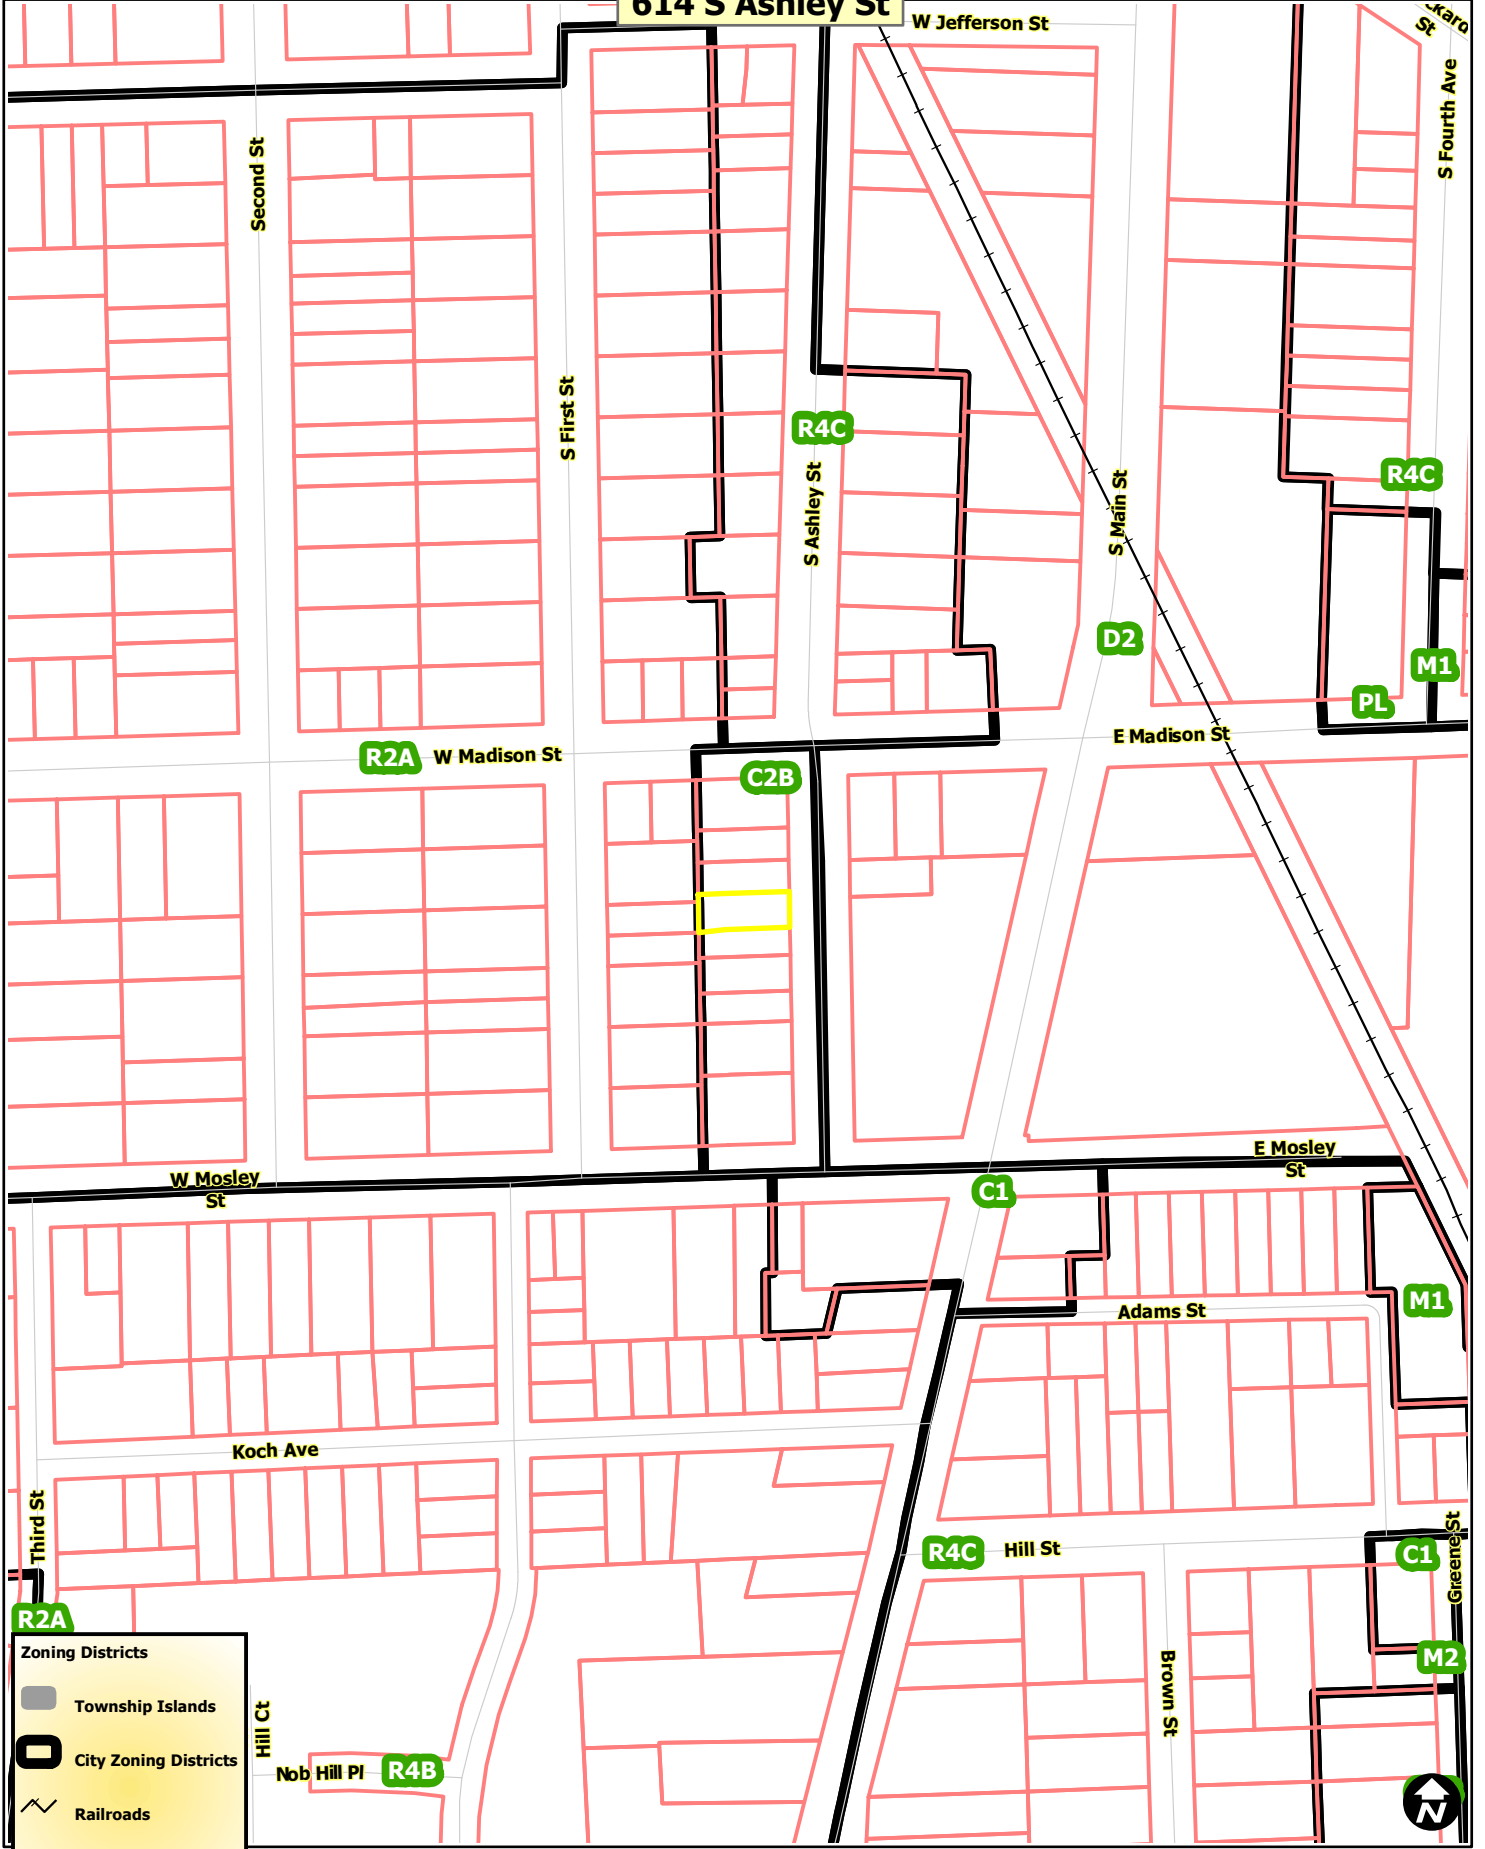 614 S Ashley St
W Jefferson St
St
S Fourth Ave
Second St
S First St
R4C
S Ashley St
S Main St
R4C
D2
M1
PL
R2A
W Madison St
E Madison St
C2B
W Mosley
St
E Mosley
St
C1
Adams St
M1
Koch Ave
Third St
R4C
Hill St
C1
Greene St
R2A
M2
Brown St
Hill Ct
Nob Hill Pl
R4B
Zoning Districts
Township Islands
City Zoning Districts
Railroads
N